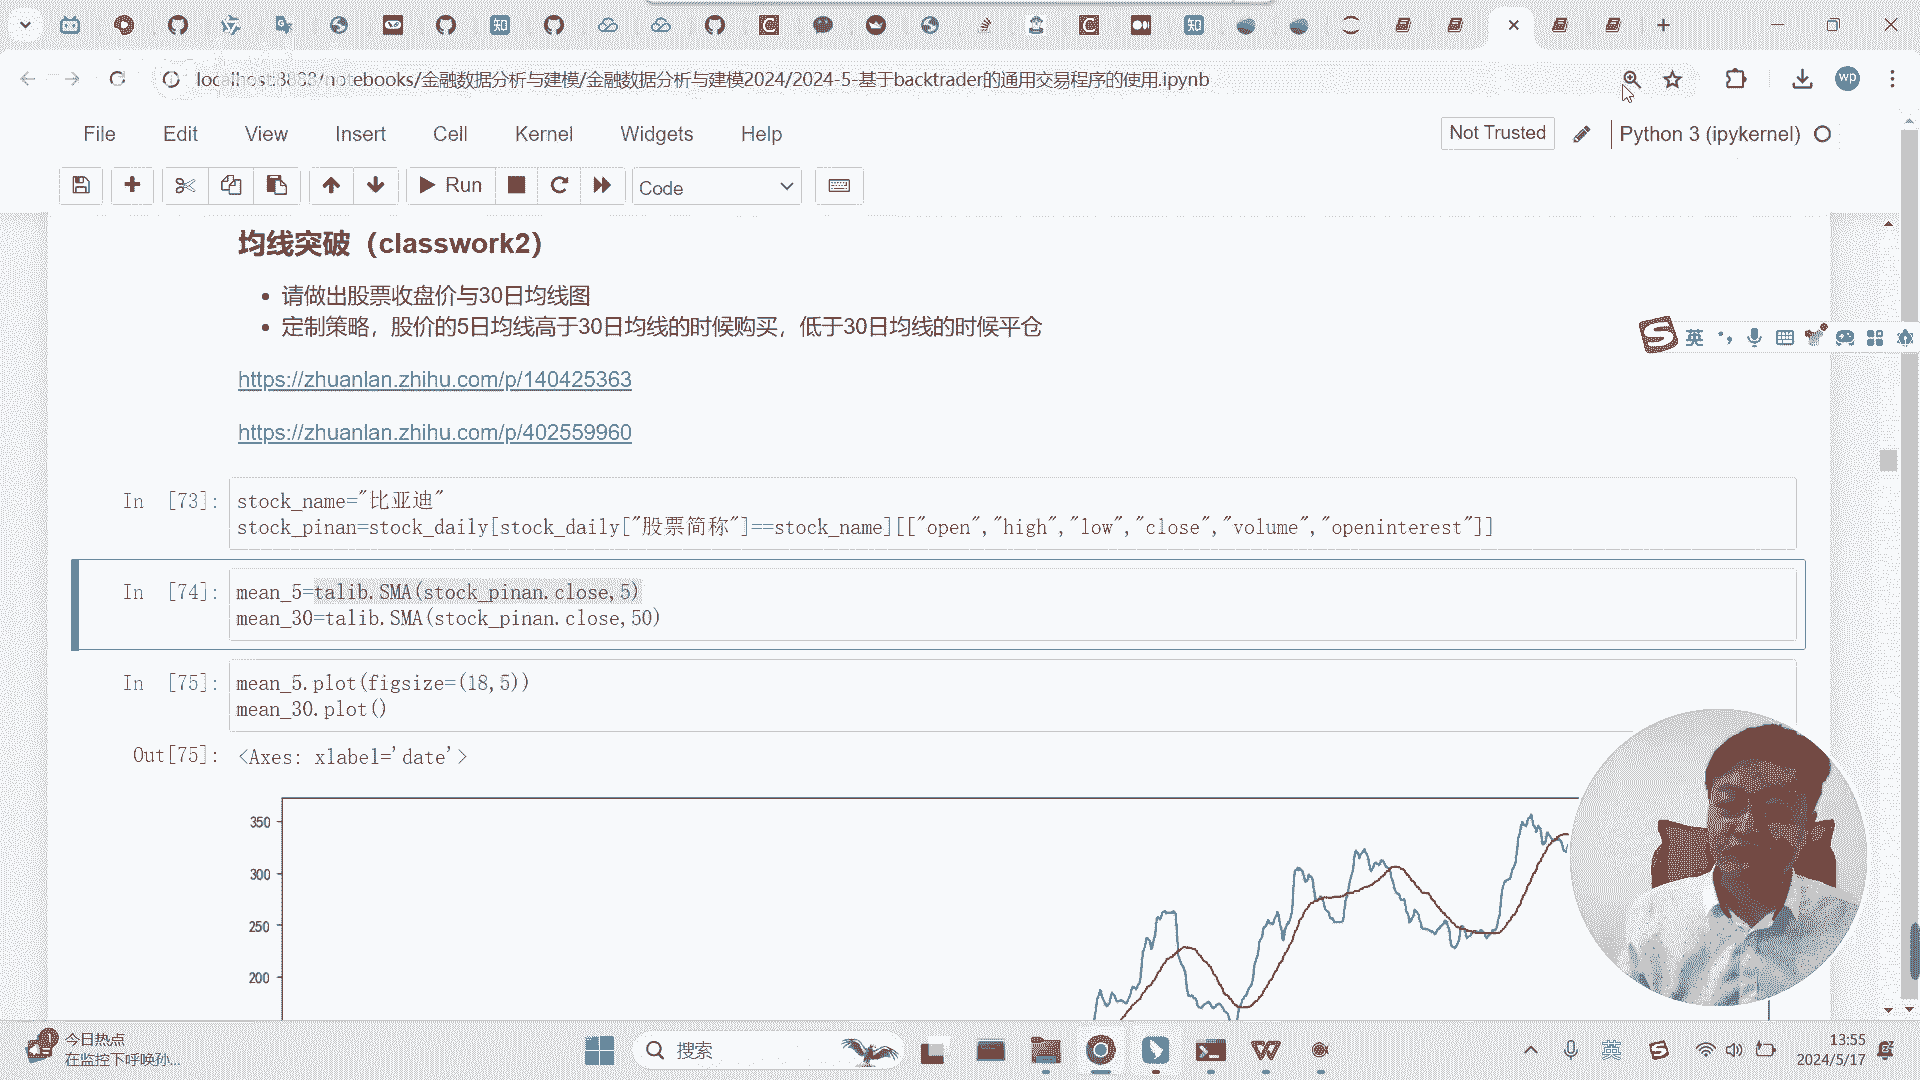 localhost:8888/notebooks/金融数据分析与建模/金融数据分析与建模2024/2024-5-基于backtrader的通用交易程序的使用.ipynb
wp
File Edit View Insert Cell Kernel Widgets Help
Not Trusted
Python 3 (ipykernel)
Run
Code
均线突破（classwork2）
请做出股票收盘价与30日均线图
定制策略，股价的5日均线高于30日均线的时候购买，低于30日均线的时候平仓
英
https://zhuanlan.zhihu.com/p/140425363
https://zhuanlan.zhihu.com/p/402559960
In [73]:
stock_name="比亚迪"
stock_pinan=stock_daily[stock_daily["股票简称"]==stock_name][["open","high","low","close","volume","openinterest"]]
In [74]:
mean_5=talib.SMA(stock_pinan.close,5)
mean_30=talib.SMA(stock_pinan.close,50)
In [75]:
mean_5.plot(figsize=(18,5))
mean_30.plot()
Out[75]:
<Axes: xlabel='date'>
350
300
250
200
今日热点
在监控下呼唤孙...
搜索
英
13:55
2024/5/17